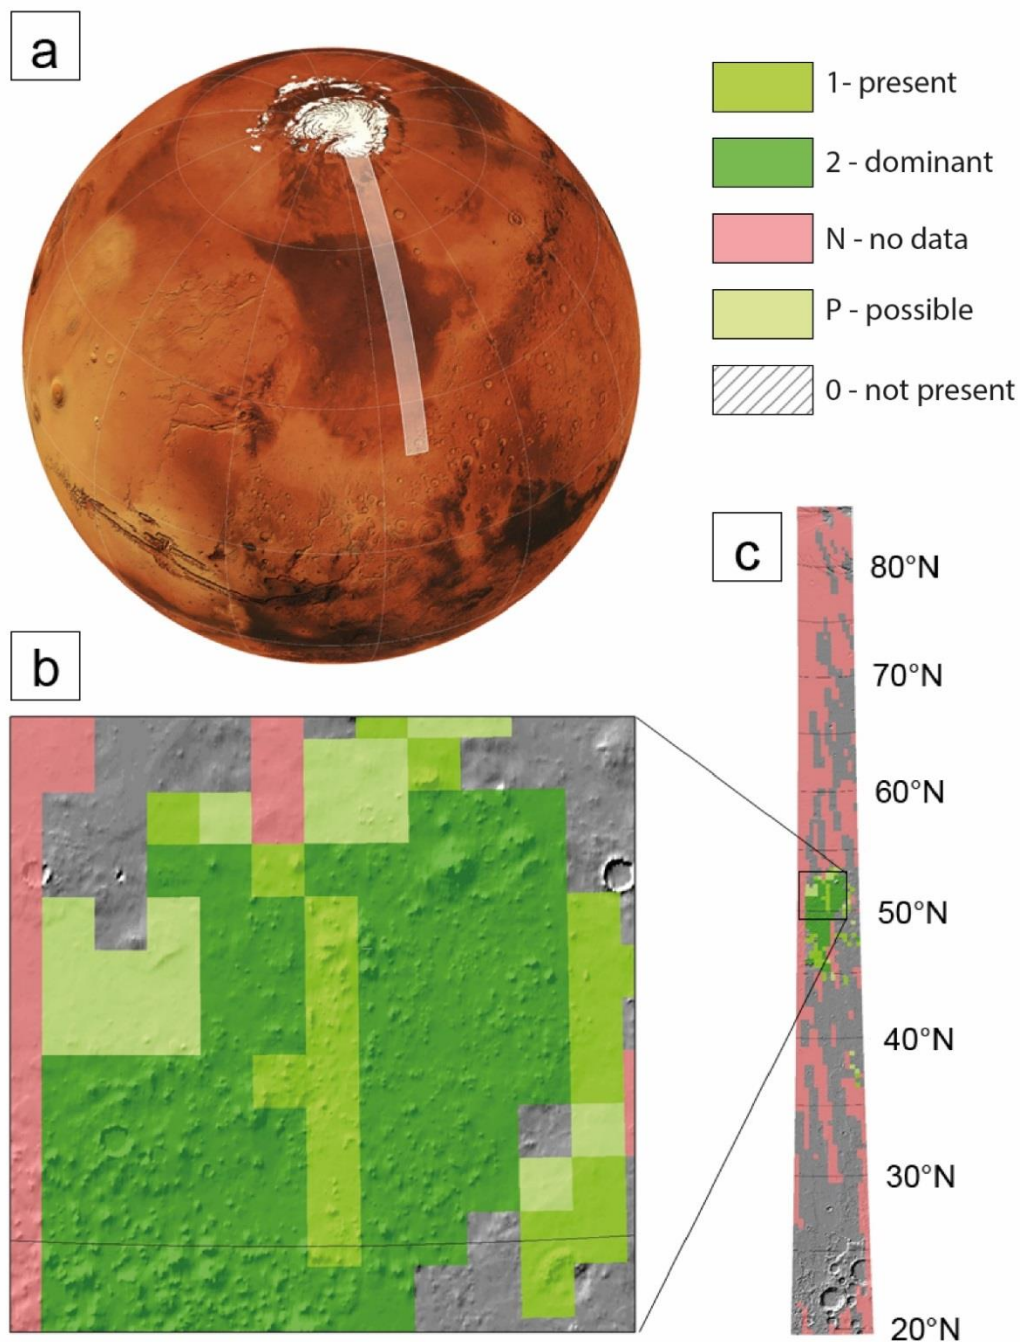 a
1- present
2 - dominant
N - no data
P - possible
0 - not present
b
c
80°N
70°N
60°N
50°N
40°N
30°N
20°N